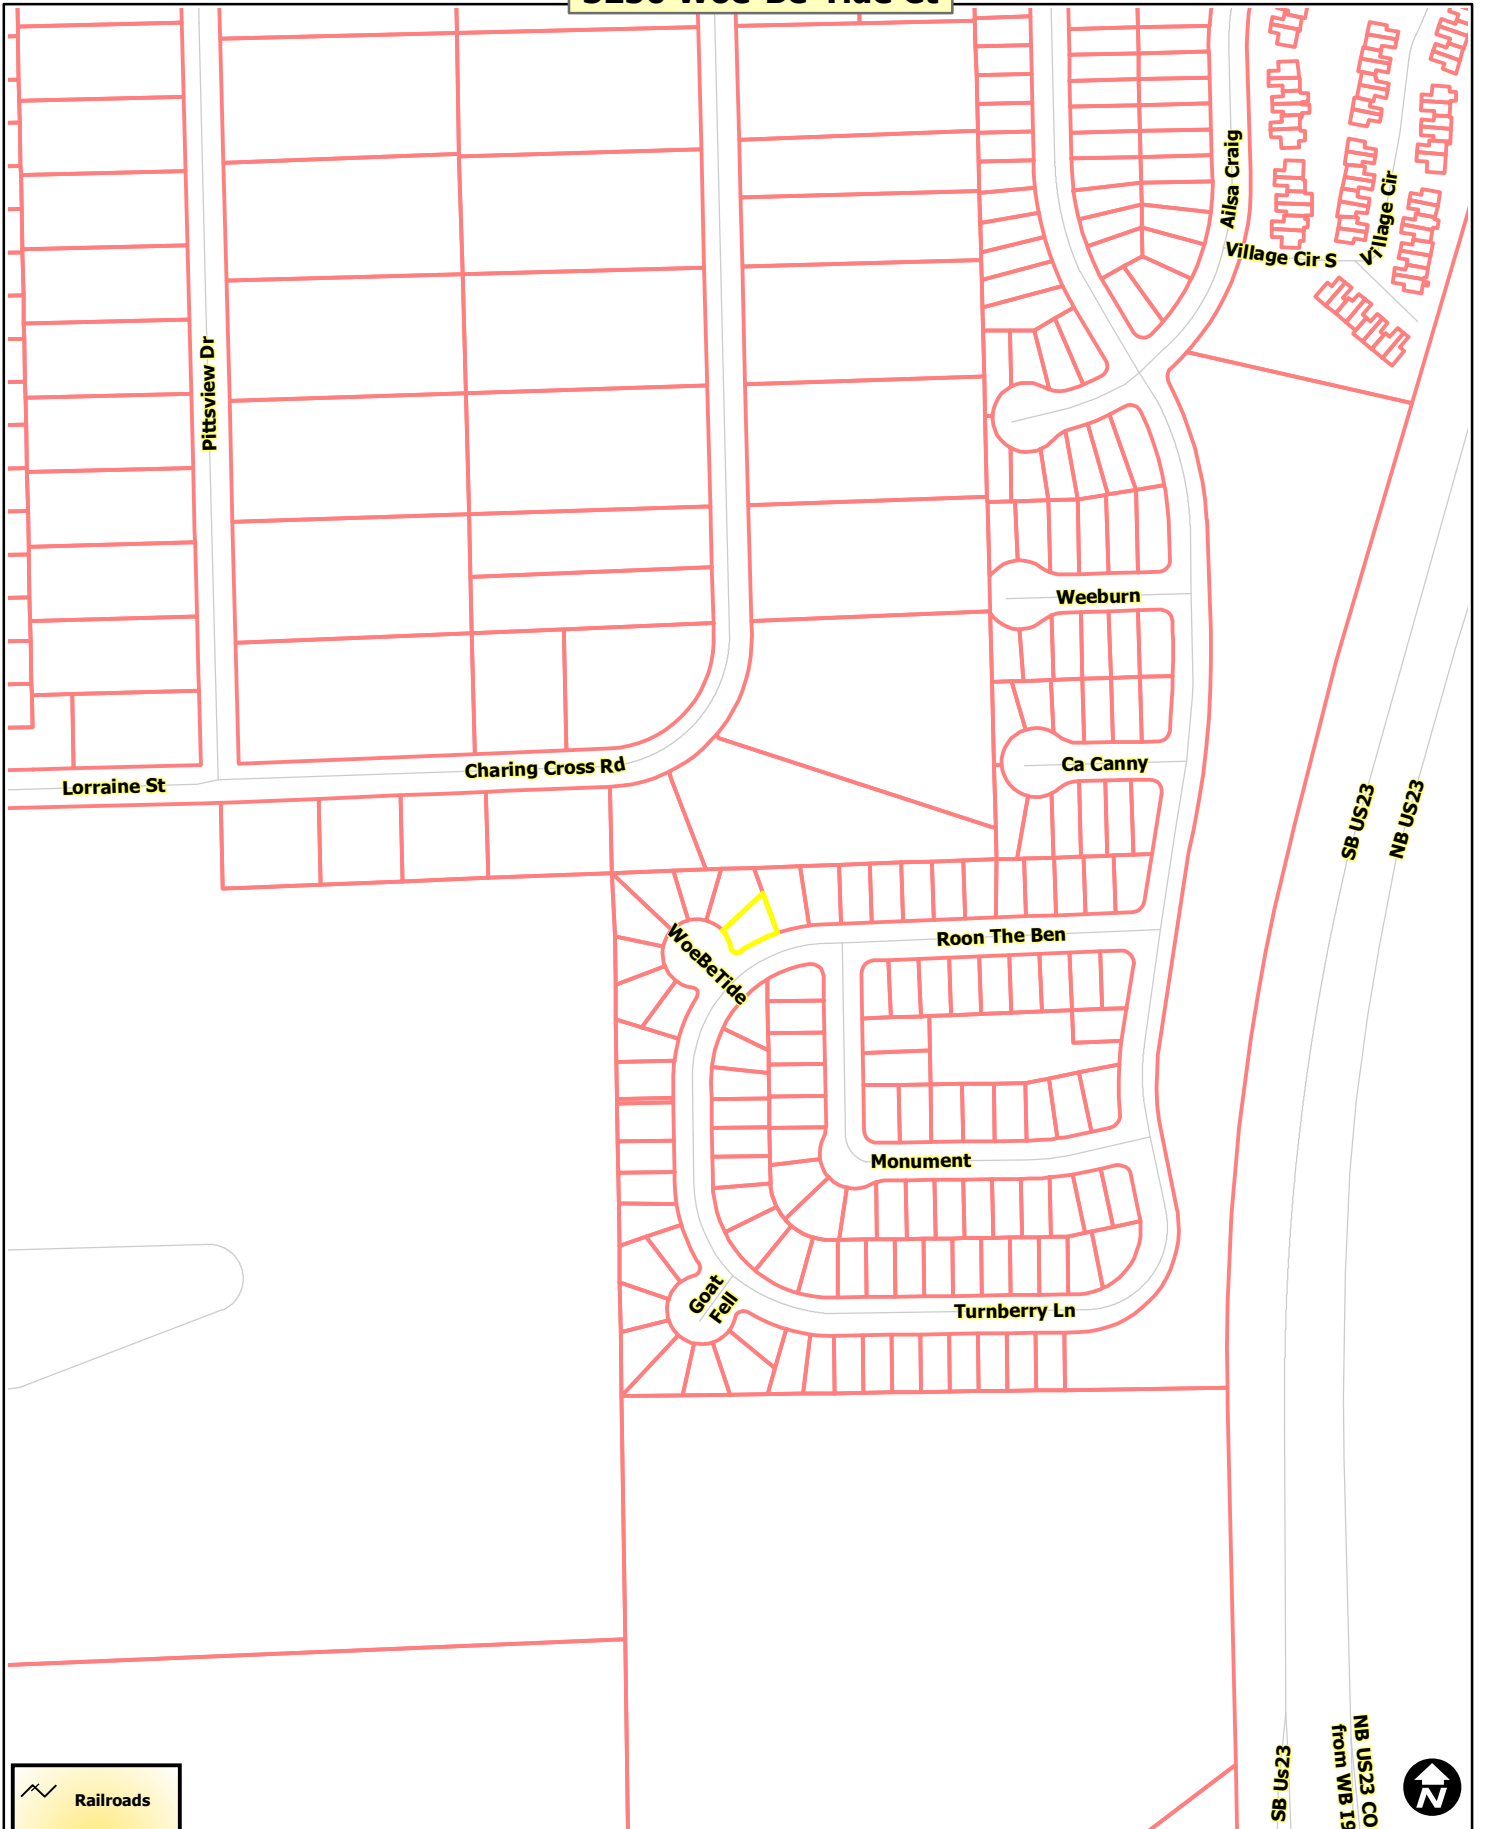 Ailsa Craig
Village Cir
Village Cir S
Pittsview Dr
Weeburn
Ca Canny
Charing Cross Rd
Lorraine St
SB US23
NB US23
WoeBeTide
Roon The Ben
Monument
Goat
Fell
Turnberry Ln
SB Us23
NB US23 CO
from WB I9
Railroads
N